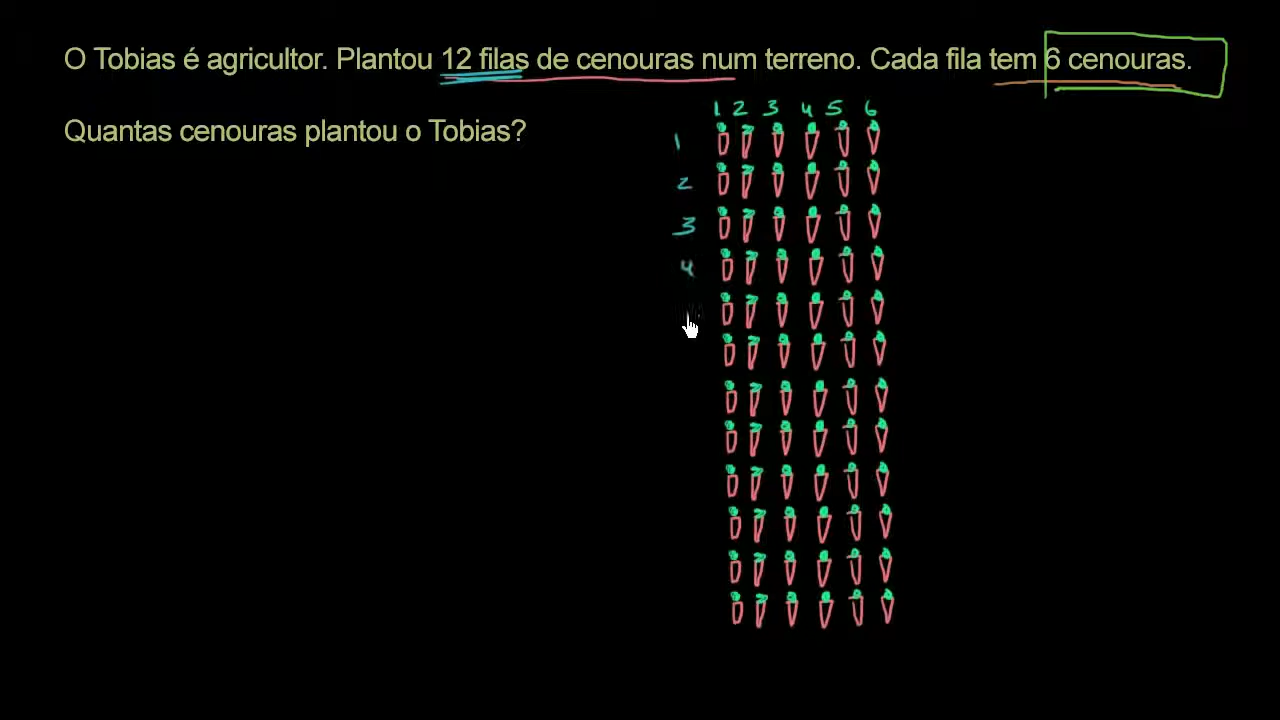 O Tobias é agricultor. Plantou 12 filas de cenouras num terreno. Cada fila tem 6 cenouras.
Quantas cenouras plantou o Tobias?
1 2 3 4 5 6
1
2
3
4